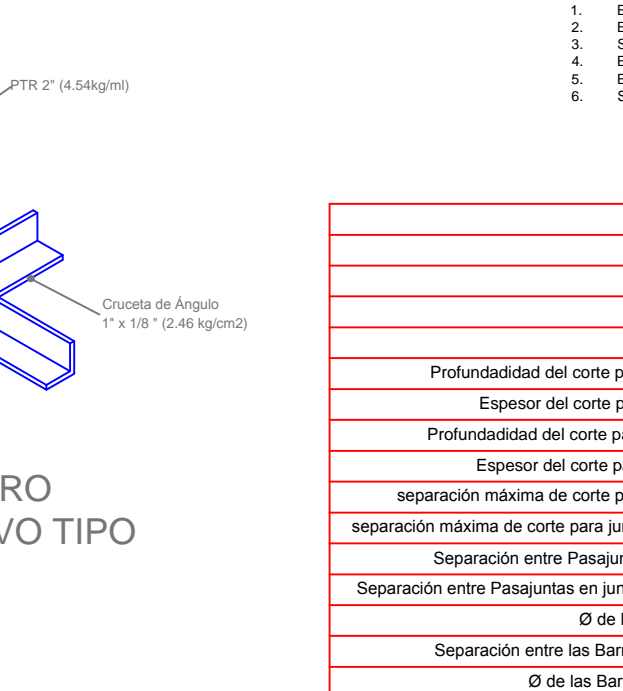 1. E
2. E
3. S
4. E
5. E
6. S
PTR 2" (4.54kg/ml)
Cruceta de Ángulo
1" x 1/8 " (2.46 kg/cm2)
RO
VO TIPO
Profundadidad del corte p
Espesor del corte p
Profundadidad del corte pa
Espesor del corte pa
separación máxima de corte p
separación máxima de corte para jun
Separación entre Pasajun
Separación entre Pasajuntas en jun
Ø de l
Separación entre las Barr
Ø de las Bar